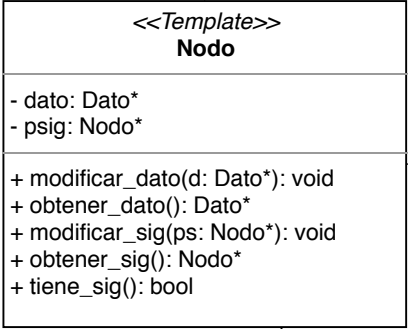 <<Template>>
Nodo
- dato: Dato*
- psig: Nodo*
+ modificar_dato(d: Dato*): void
+ obtener_dato(): Dato*
+ modificar_sig(ps: Nodo*): void
+ obtener_sig(): Nodo*
+ tiene_sig(): bool